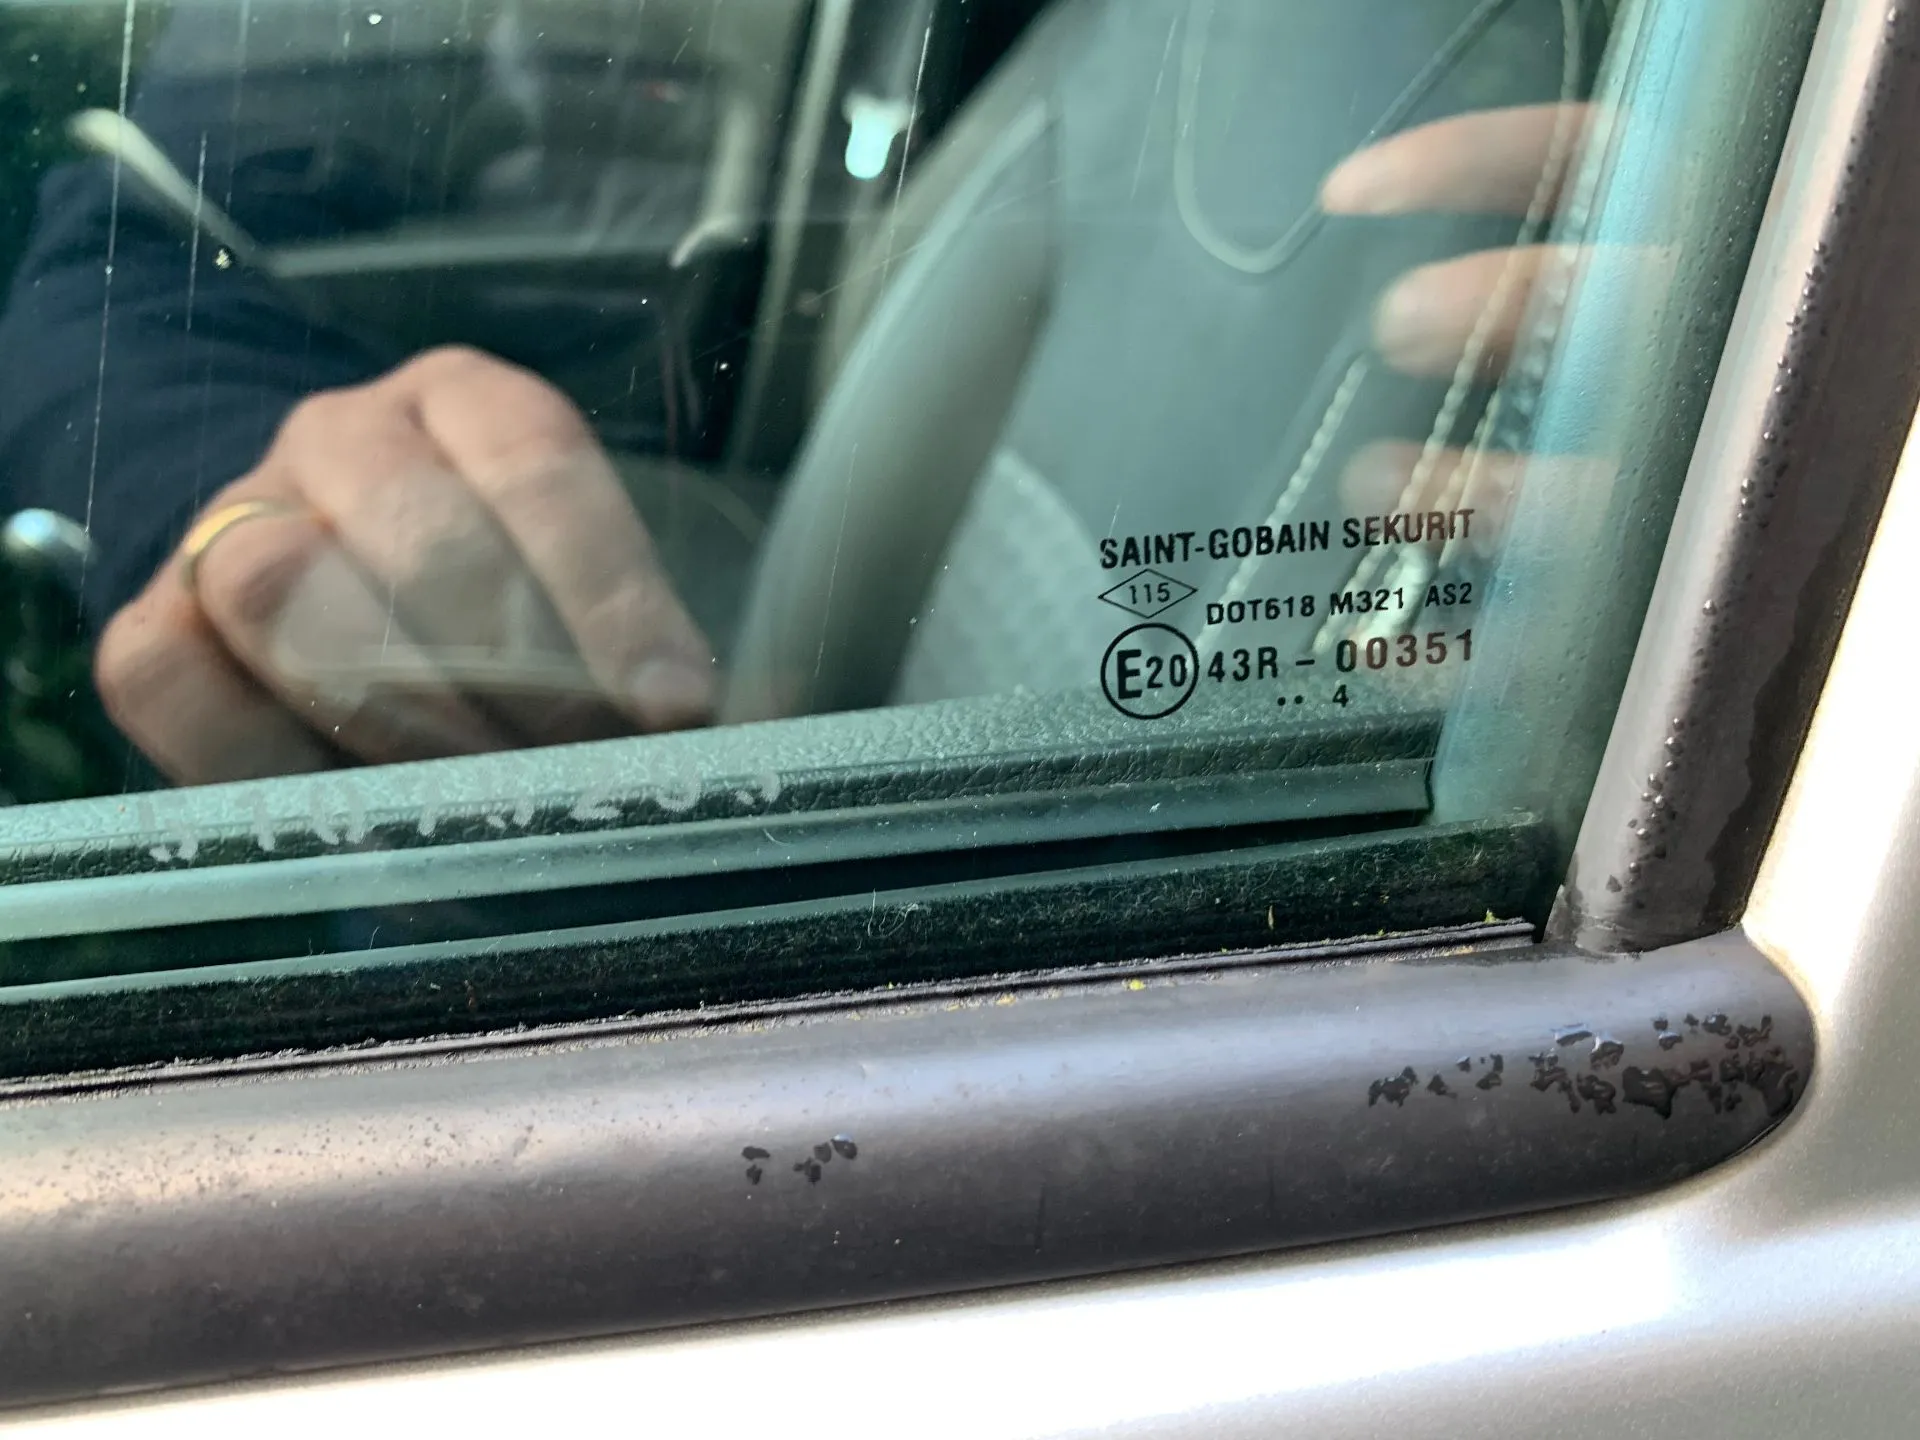 SAINT-GOBAIN SEKURIT
115
DOT618 M321 AS2
E20 43R - 00351
.. 4